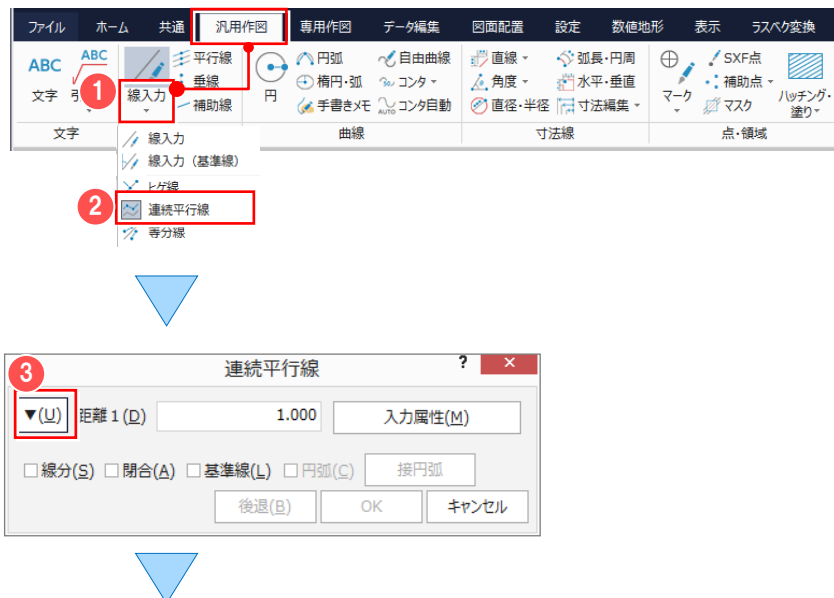 ファイル ホーム 共通 汎用作図 専用作図 データ編集 図面配置 設定 数値地形 表示 ラスベク変換
ABC ABC 平行線 円弧 自由曲線 直線 弧長・円周 SXF点
垂線 楕円・弧 コンタ 角度 水平・垂直 補助点
文字 引 1 線入力 補助線 円 手書きメモ AUTO コンタ自動 直径・半径 寸法編集 マーク マスク ハッチング・塗り
文字 曲線 寸法線 点・領域
線入力
線入力（基準線）
ヒゲ線
2 連続平行線
等分線
連続平行線 ? ×
3
▼(U) 距離１(D) 1.000 入力属性(M)
線分(S) 閉合(A) 基準線(L) 円弧(C) 接円弧
後退(B) OK キャンセル